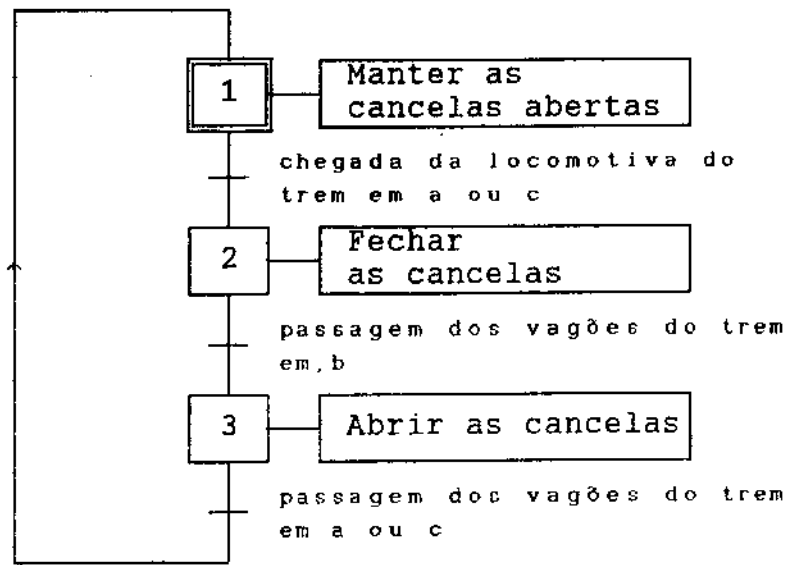 1
Manter as
cancelas abertas
chegada da locomotiva do
trem em a ou c
2
Fechar
as cancelas
passagem dos vagões do trem
em,b
3
Abrir as cancelas
passagem dos vagões do trem
em a ou c